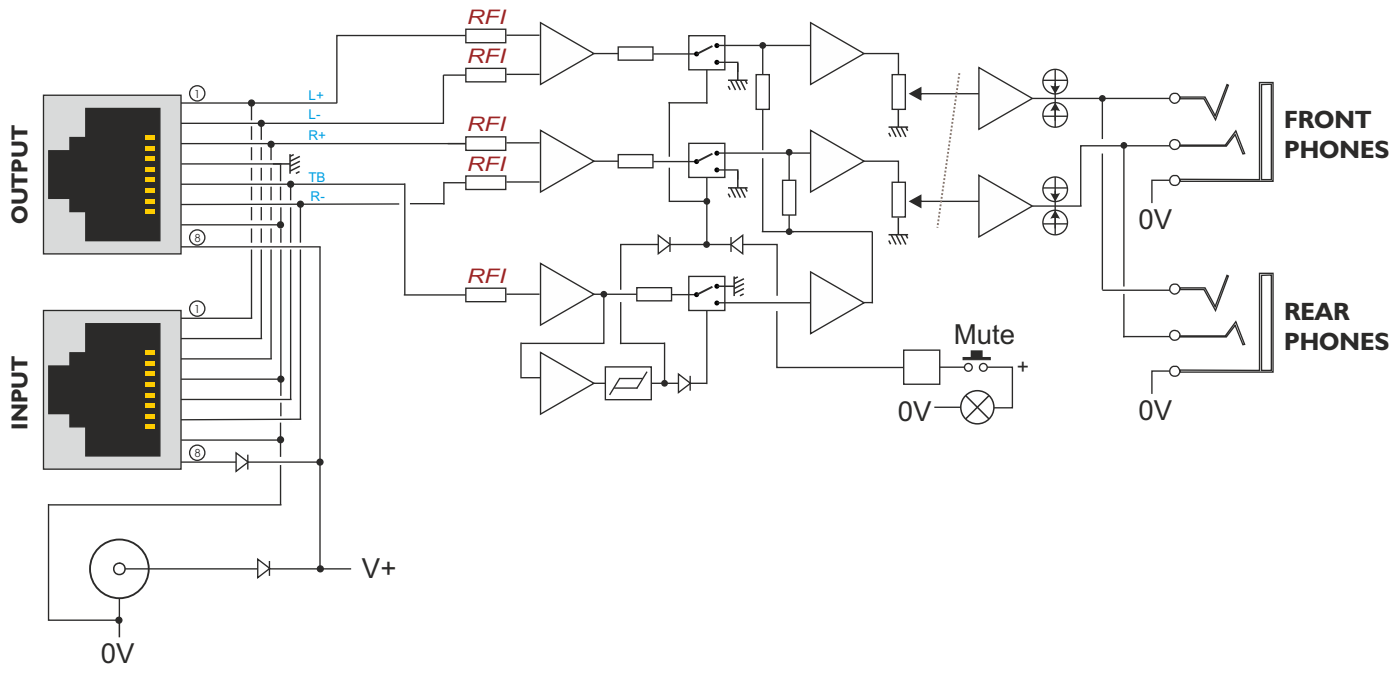 RFI
RFI
①
L+
L-
R+
TB
R-
⑧
OUTPUT
RFI
RFI
FRONT
PHONES
0V
RFI
①
⑧
INPUT
Mute
+
0V
REAR
PHONES
0V
V+
0V